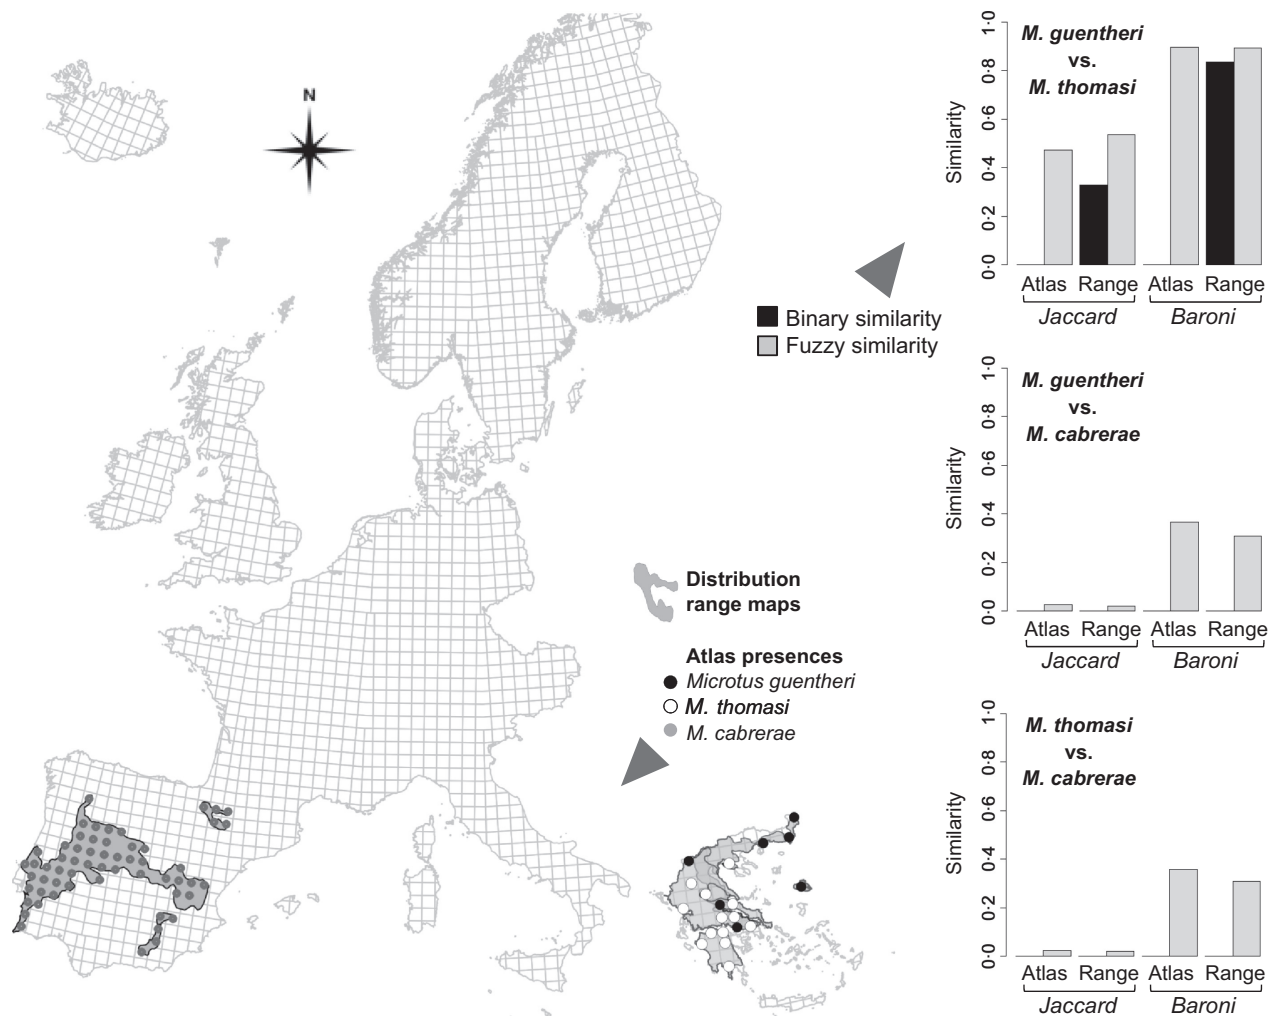 N
Binary similarity
Fuzzy similarity
Distribution
range maps
Atlas presences
Microtus guentheri
M. thomasi
M. cabrerae
M. guentheri
vs.
M. thomasi
Similarity
0·0 0·2 0·4 0·6 0·8 1·0
Atlas Range Atlas Range
Jaccard Baroni
M. guentheri
vs.
M. cabrerae
Similarity
0·0 0·2 0·4 0·6 0·8 1·0
Atlas Range Atlas Range
Jaccard Baroni
M. thomasi
vs.
M. cabrerae
Similarity
0·0 0·2 0·4 0·6 0·8 1·0
Atlas Range Atlas Range
Jaccard Baroni